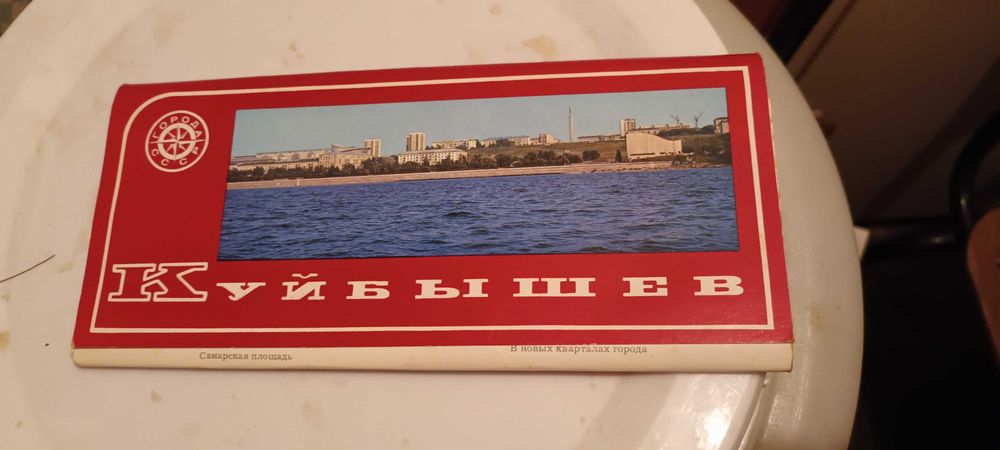 ГОРОДА
СССР
КУЙБЫШЕВ
Самарская площадь
В новых кварталах города